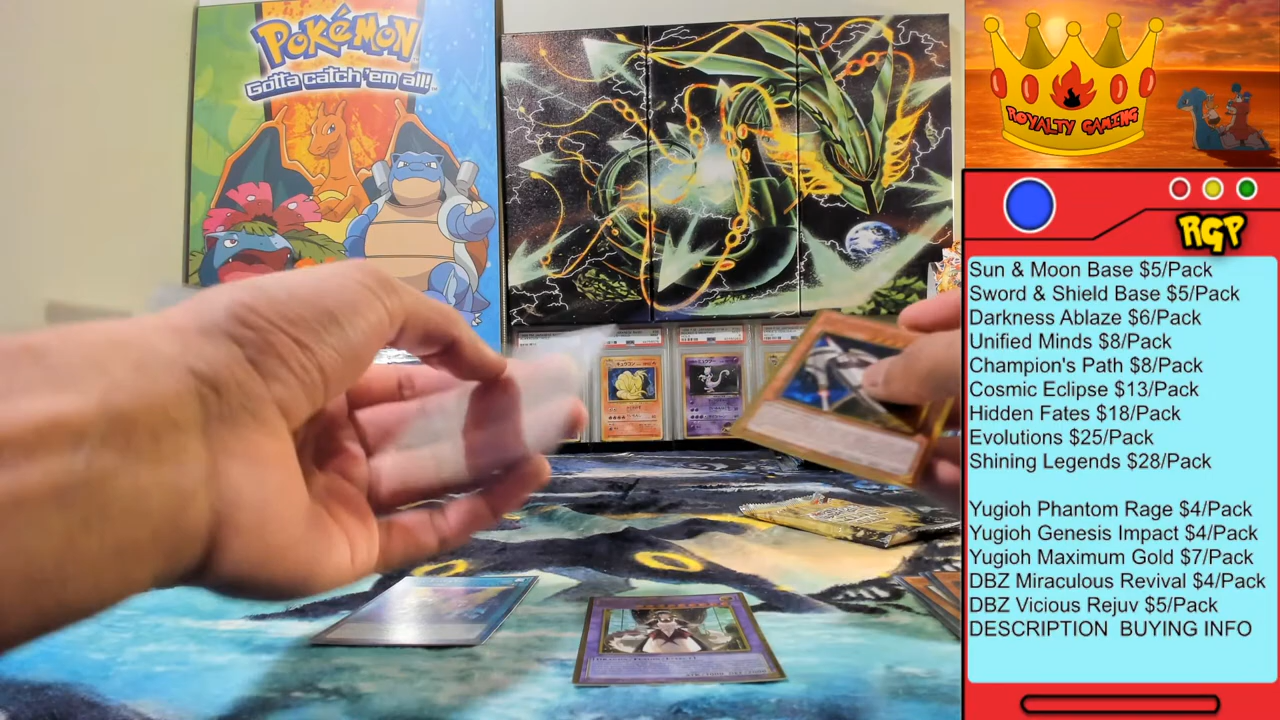 POKéMON
Gotta catch 'em all!
ROYALTY GAMING
RGP
Sun & Moon Base $5/Pack
Sword & Shield Base $5/Pack
Darkness Ablaze $6/Pack
Unified Minds $8/Pack
Champion's Path $8/Pack
Cosmic Eclipse $13/Pack
Hidden Fates $18/Pack
Evolutions $25/Pack
Shining Legends $28/Pack
Yugioh Phantom Rage $4/Pack
Yugioh Genesis Impact $4/Pack
Yugioh Maximum Gold $7/Pack
DBZ Miraculous Revival $4/Pack
DBZ Vicious Rejuv $5/Pack
DESCRIPTION BUYING INFO